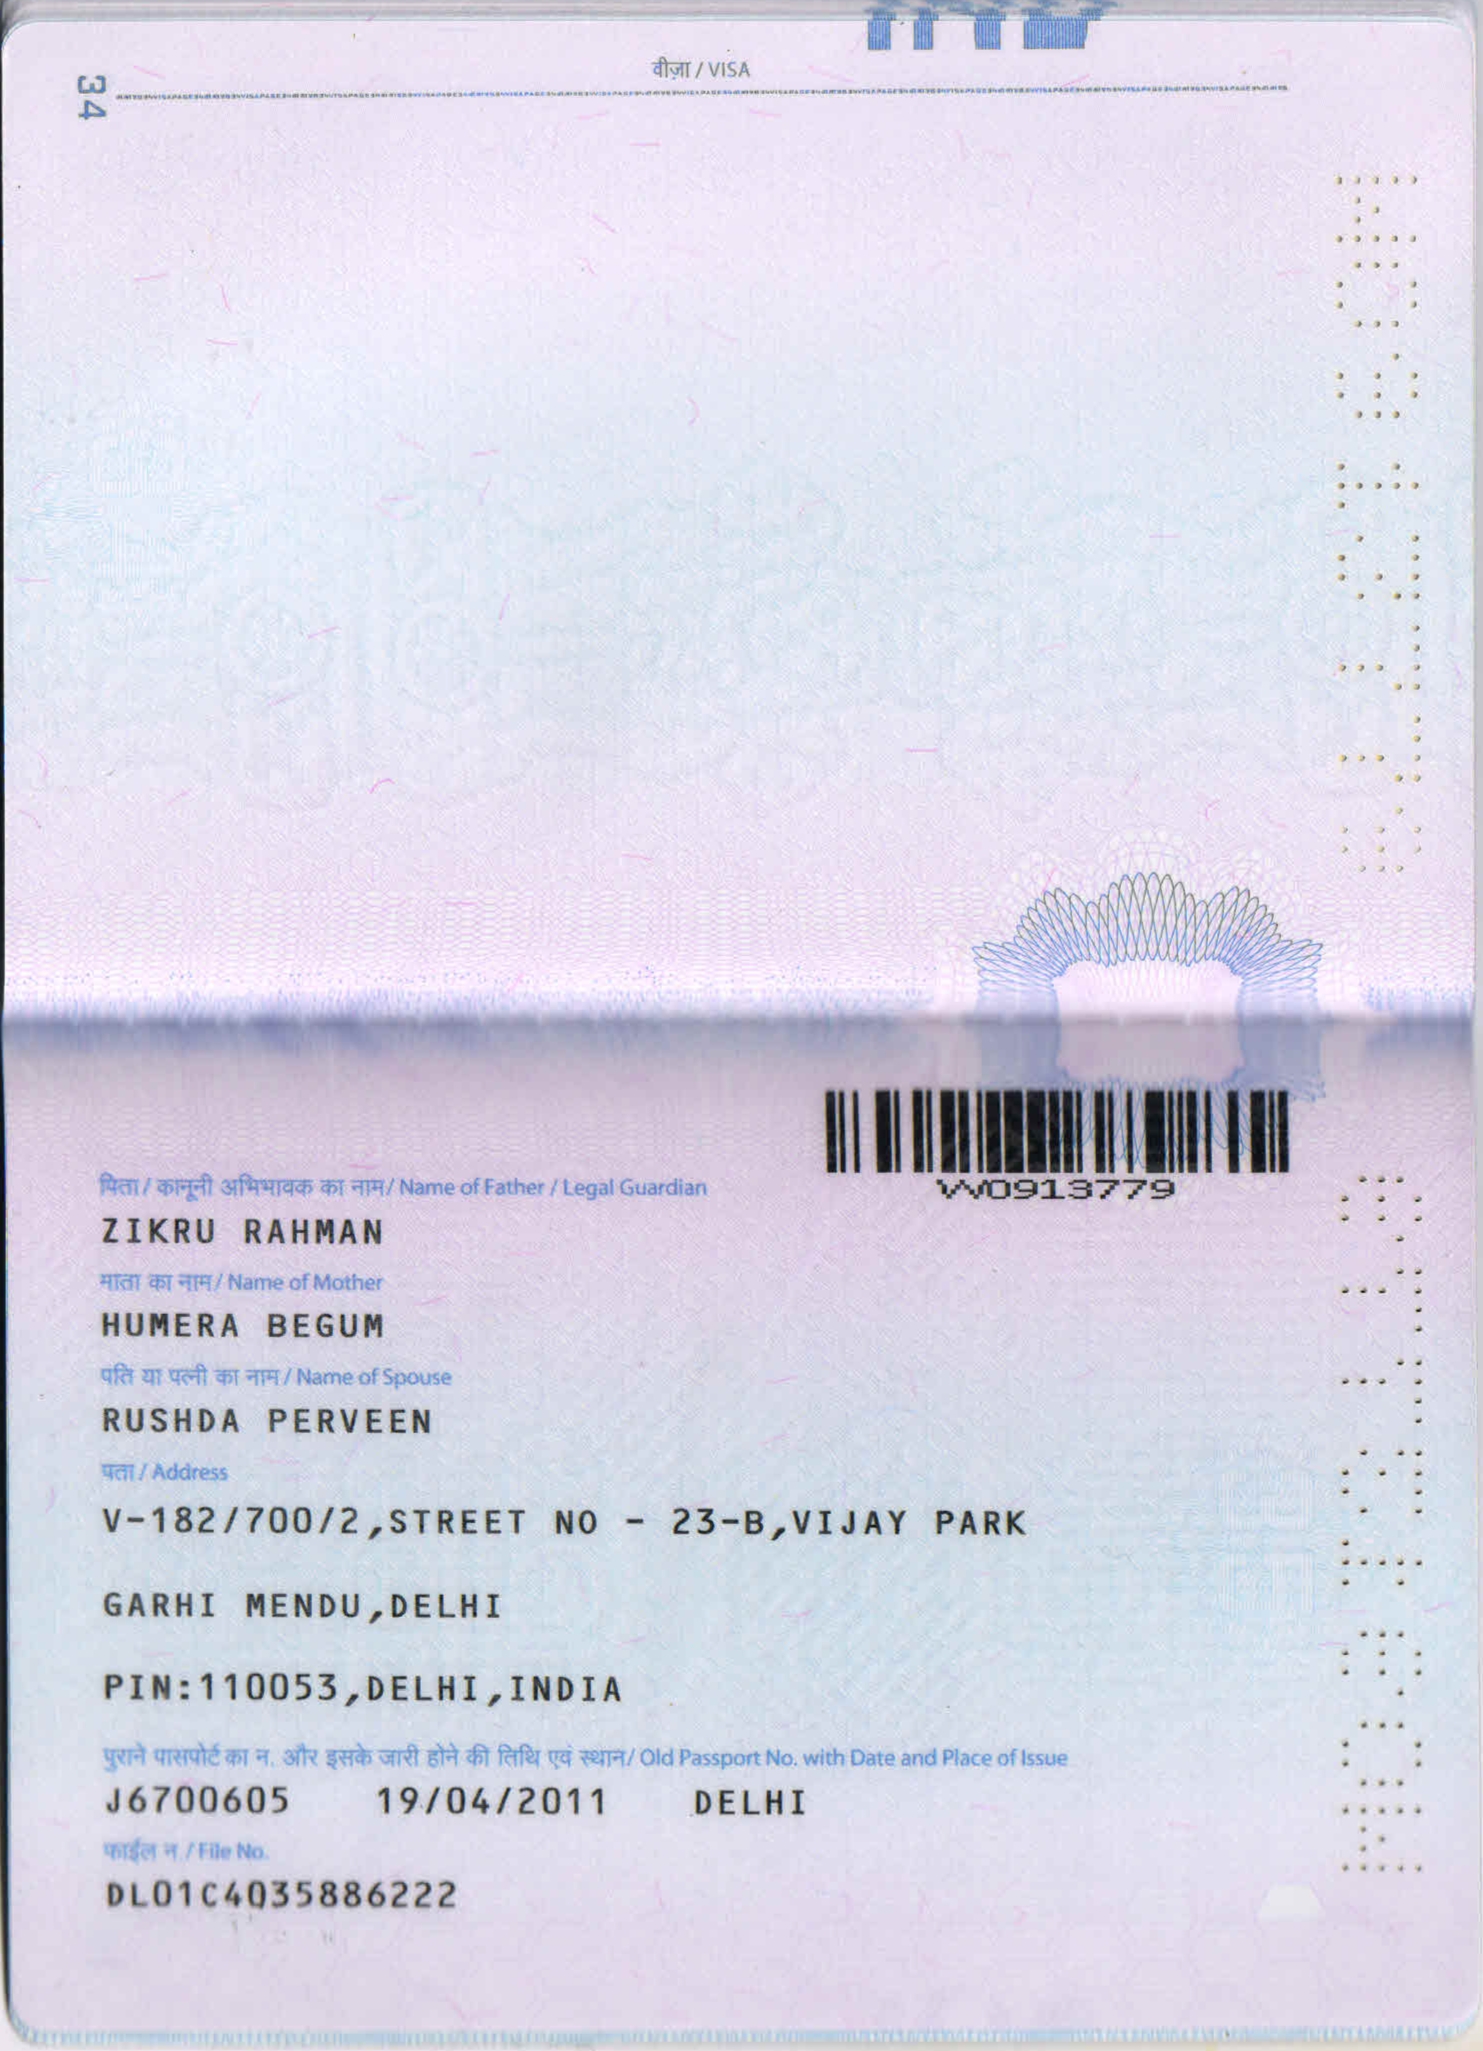 34
वीज़ा / VISA
पिता / कानूनी अभिभावक का नाम / Name of Father / Legal Guardian
VV0913779
ZIKRU RAHMAN
माता का नाम / Name of Mother
HUMERA BEGUM
पति या पत्नी का नाम / Name of Spouse
RUSHDA PERVEEN
पता / Address
V-182/700/2,STREET NO - 23-B,VIJAY PARK
GARHI MENDU,DELHI
PIN:110053,DELHI,INDIA
पुराने पासपोर्ट का न. और इसके जारी होने की तिथि एवं स्थान/ Old Passport No. with Date and Place of Issue
J6700605 19/04/2011 DELHI
फाईल न / File No.
DL01C4035886222